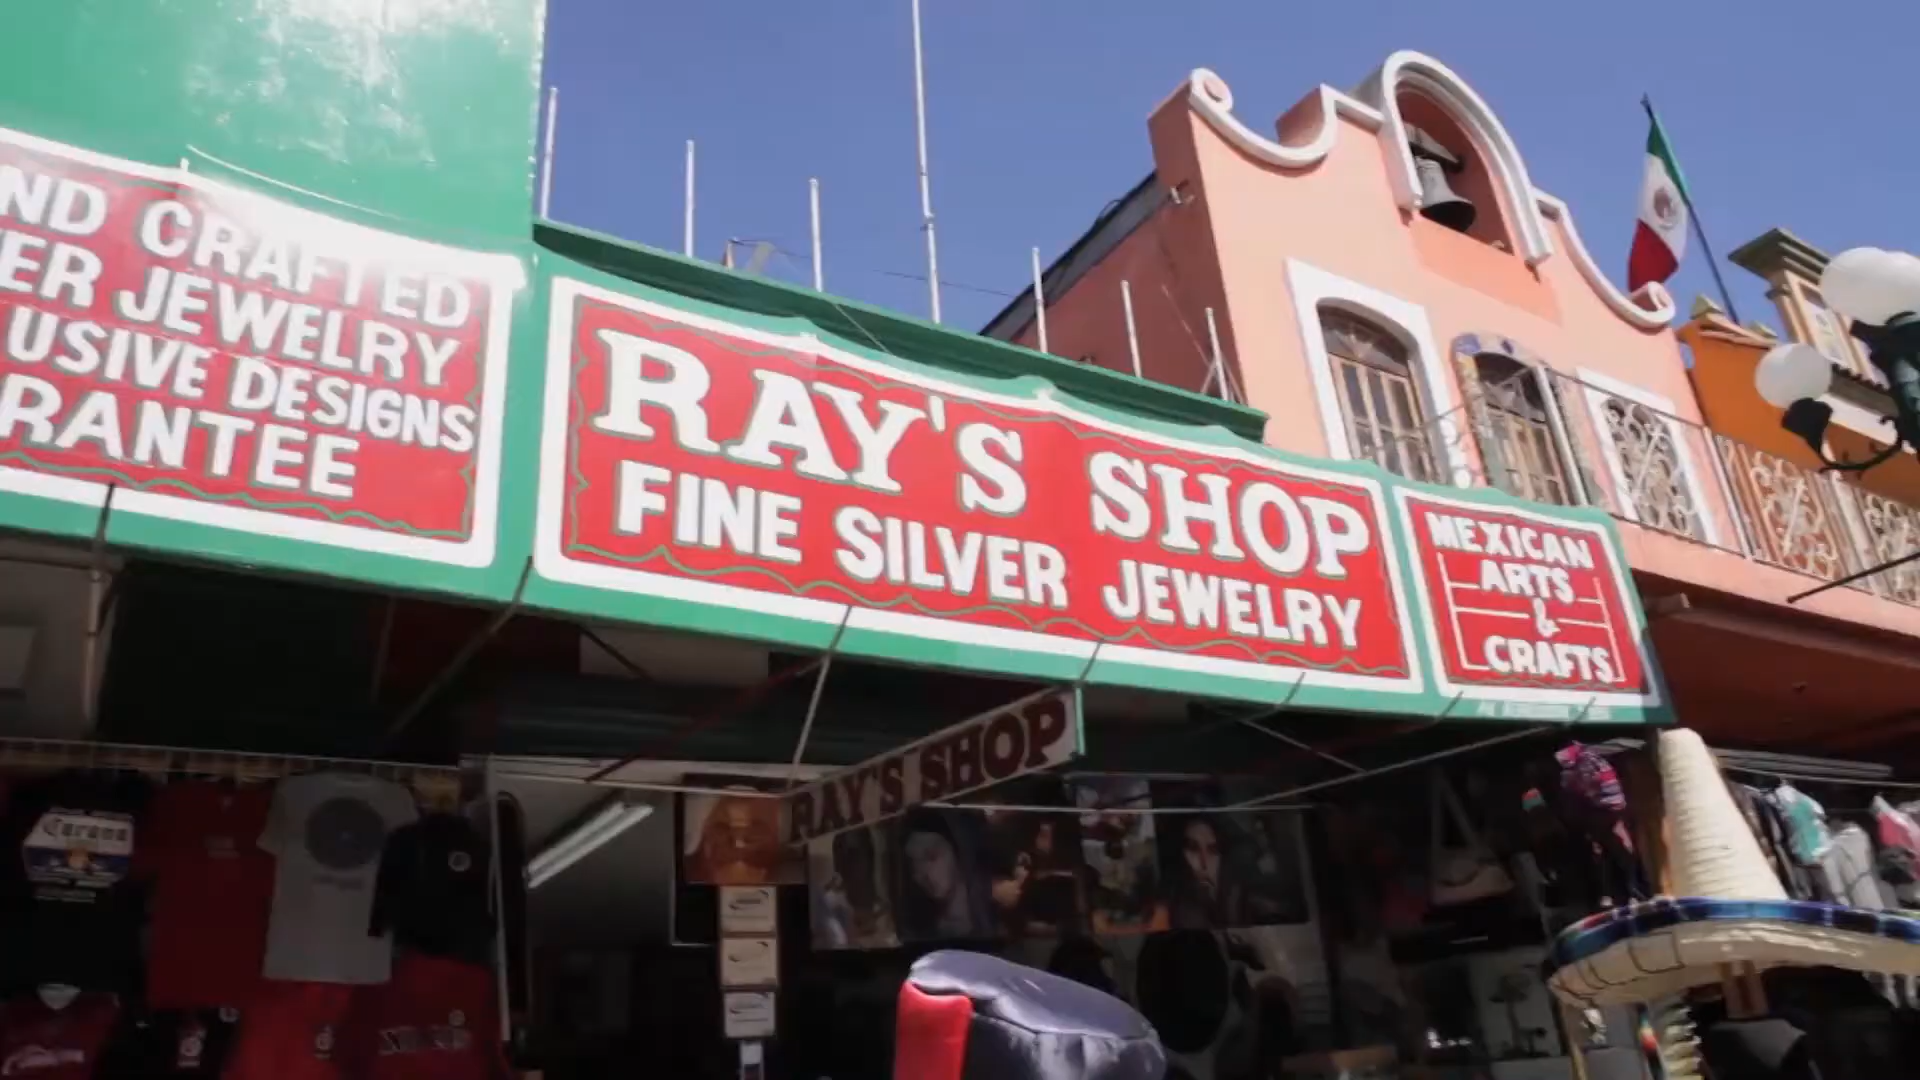 ND CRAFTED
ER JEWELRY
USIVE DESIGNS
RANTEE
RAY'S SHOP
FINE SILVER JEWELRY
MEXICAN
ARTS
&
CRAFTS
RAY'S SHOP
Corona